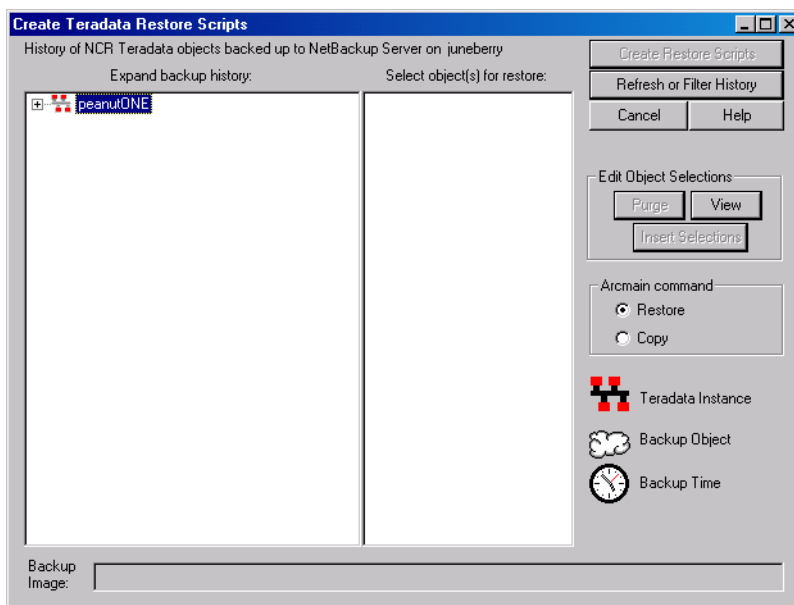 Create Teradata Restore Scripts
History of NCR Teradata objects backed up to NetBackup Server on juneberry
Expand backup history:
Select object(s) for restore:
peanutONE
Create Restore Scripts
Refresh or Filter History
Cancel
Help
Edit Object Selections
Purge
View
Insert Selections
Arcmain command
Restore
Copy
Teradata Instance
Backup Object
Backup Time
Backup
Image: